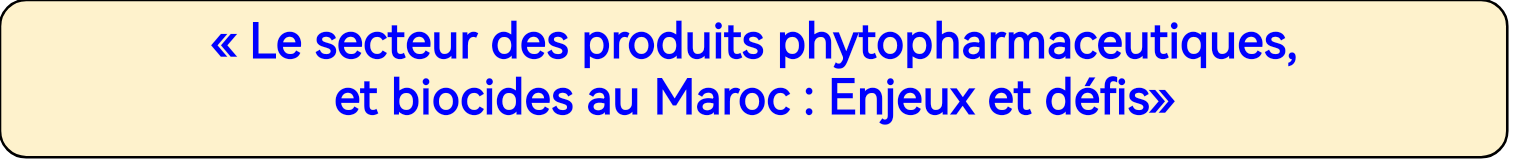 « Le secteur des produits phytopharmaceutiques,
et biocides au Maroc : Enjeux et défis»